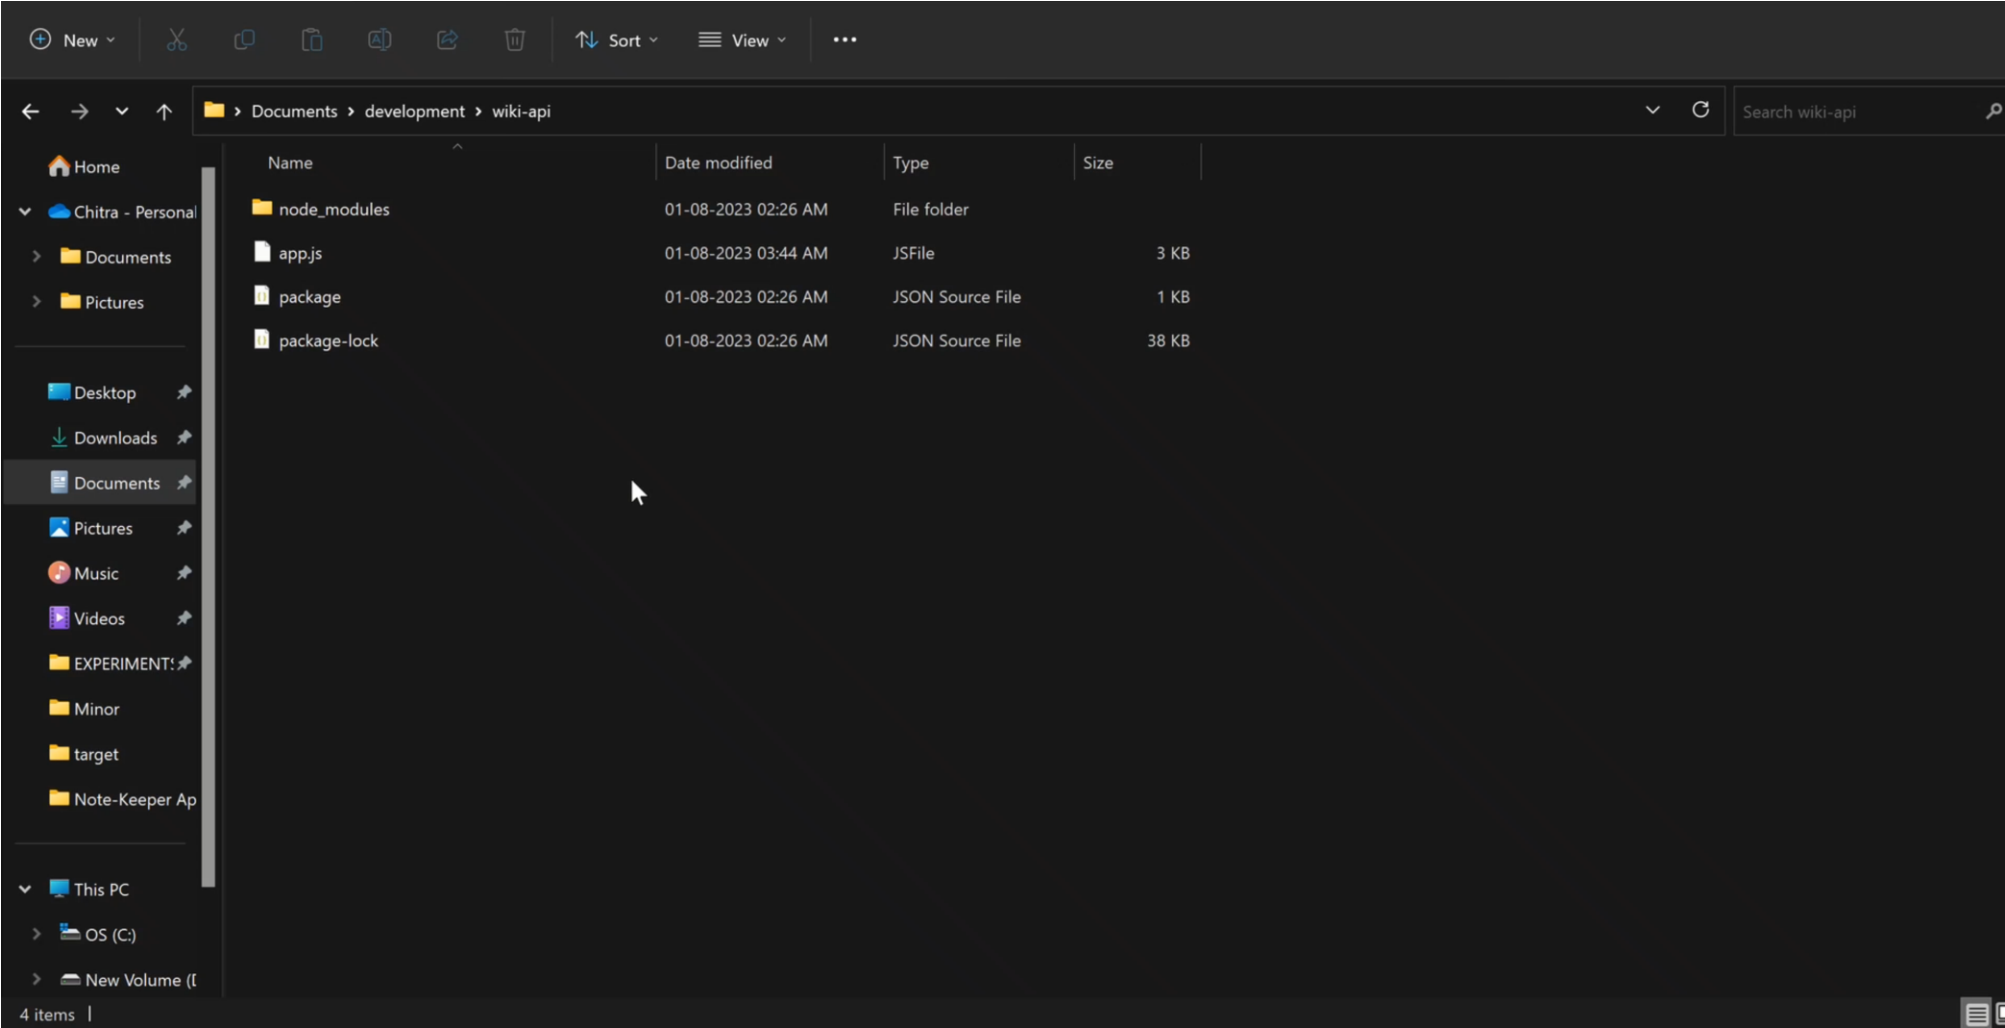 New
Sort
View
Documents > development > wiki-api
Search wiki-api
Home
Chitra - Personal
Documents
Pictures
Desktop
Downloads
Documents
Pictures
Music
Videos
EXPERIMENTS
Minor
target
Note-Keeper Ap
This PC
OS (C:)
New Volume (D
Name Date modified Type Size
node_modules 01-08-2023 02:26 AM File folder
app.js 01-08-2023 03:44 AM JSFile 3 KB
package 01-08-2023 02:26 AM JSON Source File 1 KB
package-lock 01-08-2023 02:26 AM JSON Source File 38 KB
4 items